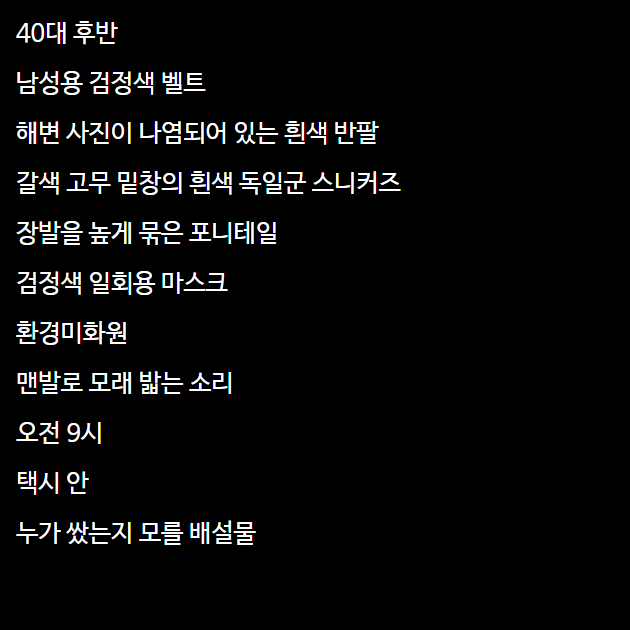 40대 후반
남성용 검정색 벨트
해변 사진이 나염되어 있는 흰색 반팔
갈색 고무 밑창의 흰색 독일군 스니커즈
장발을 높게 묶은 포니테일
검정색 일회용 마스크
환경미화원
맨발로 모래 밟는 소리
오전 9시
택시 안
누가 쌌는지 모를 배설물